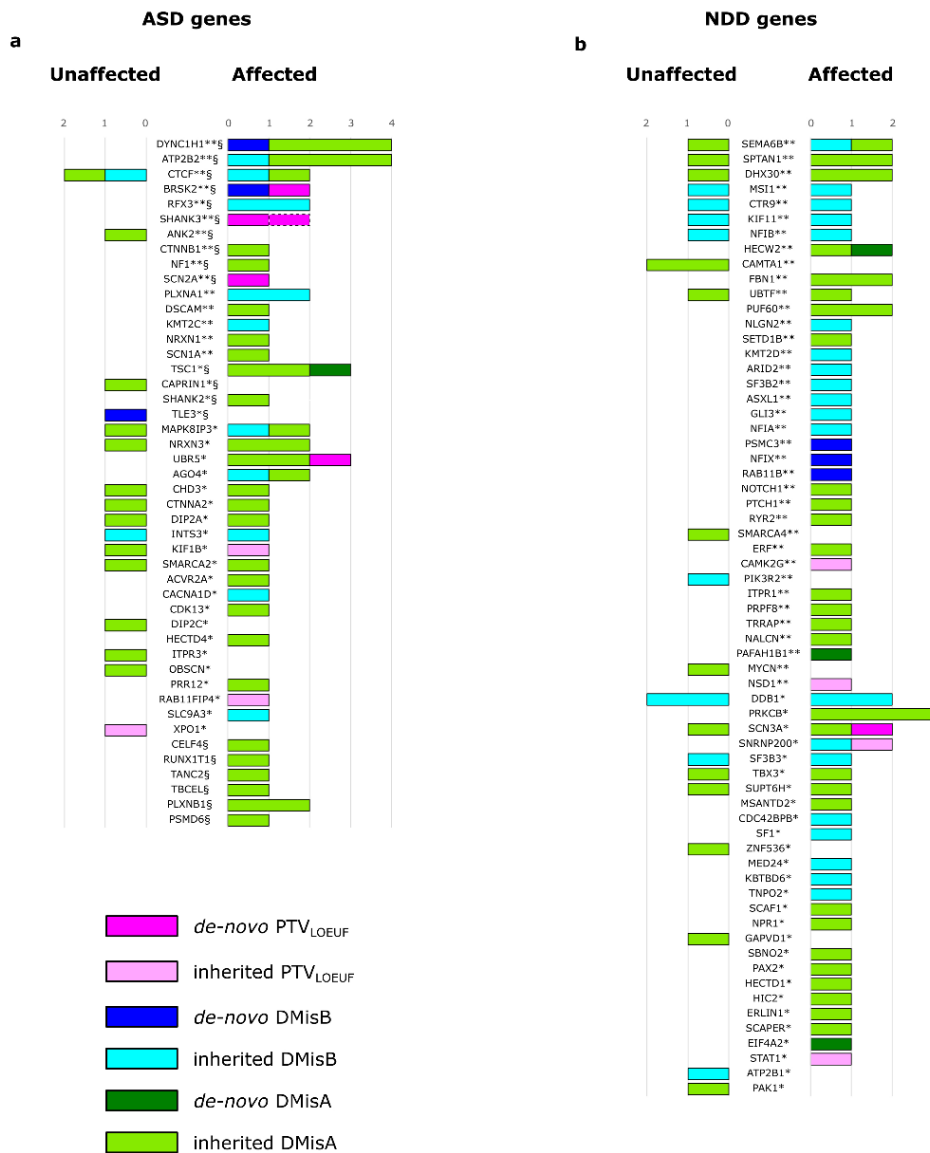 ASD genes
NDD genes
a
b
Unaffected Affected
Unaffected Affected
2 1 0 0 1 2 3 4
2 1 0 0 1 2
DYNC1H1**§
ATP2B2**§
CTCF**§
BRSK2**§
RFX3**§
SHANK3**§
ANK2**§
CTNNB1**§
NF1**§
SCN2A**§
PLXNA1**
DSCAM**
KMT2C**
NRXN1**
SCN1A**
TSC1*§
CAPRIN1*§
SHANK2*§
TLE3*§
MAPK8IP3*
NRXN3*
UBR5*
AGO4*
CHD3*
CTNNA2*
DIP2A*
INTS3*
KIF1B*
SMARCA2*
ACVR2A*
CACNA1D*
CDK13*
DIP2C*
HECTD4*
ITPR3*
OBSCN*
PRR12*
RAB11FIP4*
SLC9A3*
XPO1*
CELF4§
RUNX1T1§
TANC2§
TBCEL§
PLXNB1§
PSMD6§
SEMA6B**
SPTAN1**
DHX30**
MSI1**
CTR9**
KIF11**
NFIB**
HECW2**
CAMTA1**
FBN1**
UBTF**
PUF60**
NLGN2**
SETD1B**
KMT2D**
ARID2**
SF3B2**
ASXL1**
GLI3**
NFIA**
PSMC3**
NFIX**
RAB11B**
NOTCH1**
PTCH1**
RYR2**
SMARCA4**
ERF**
CAMK2G**
PIK3R2**
ITPR1**
PRPF8**
TRRAP**
NALCN**
PAFAH1B1**
MYCN**
NSD1**
DDB1*
PRKCB*
SCN3A*
SNRNP200*
SF3B3*
TBX3*
SUPT6H*
MSANTD2*
CDC42BPB*
SF1*
ZNF536*
MED24*
KBTBD6*
TNPO2*
SCAF1*
NPR1*
GAPVD1*
SBNO2*
PAX2*
HECTD1*
HIC2*
ERLIN1*
SCAPER*
EIF4A2*
STAT1*
ATP2B1*
PAK1*
de-novo PTVLOEUF
inherited PTVLOEUF
de-novo DMisB
inherited DMisB
de-novo DMisA
inherited DMisA